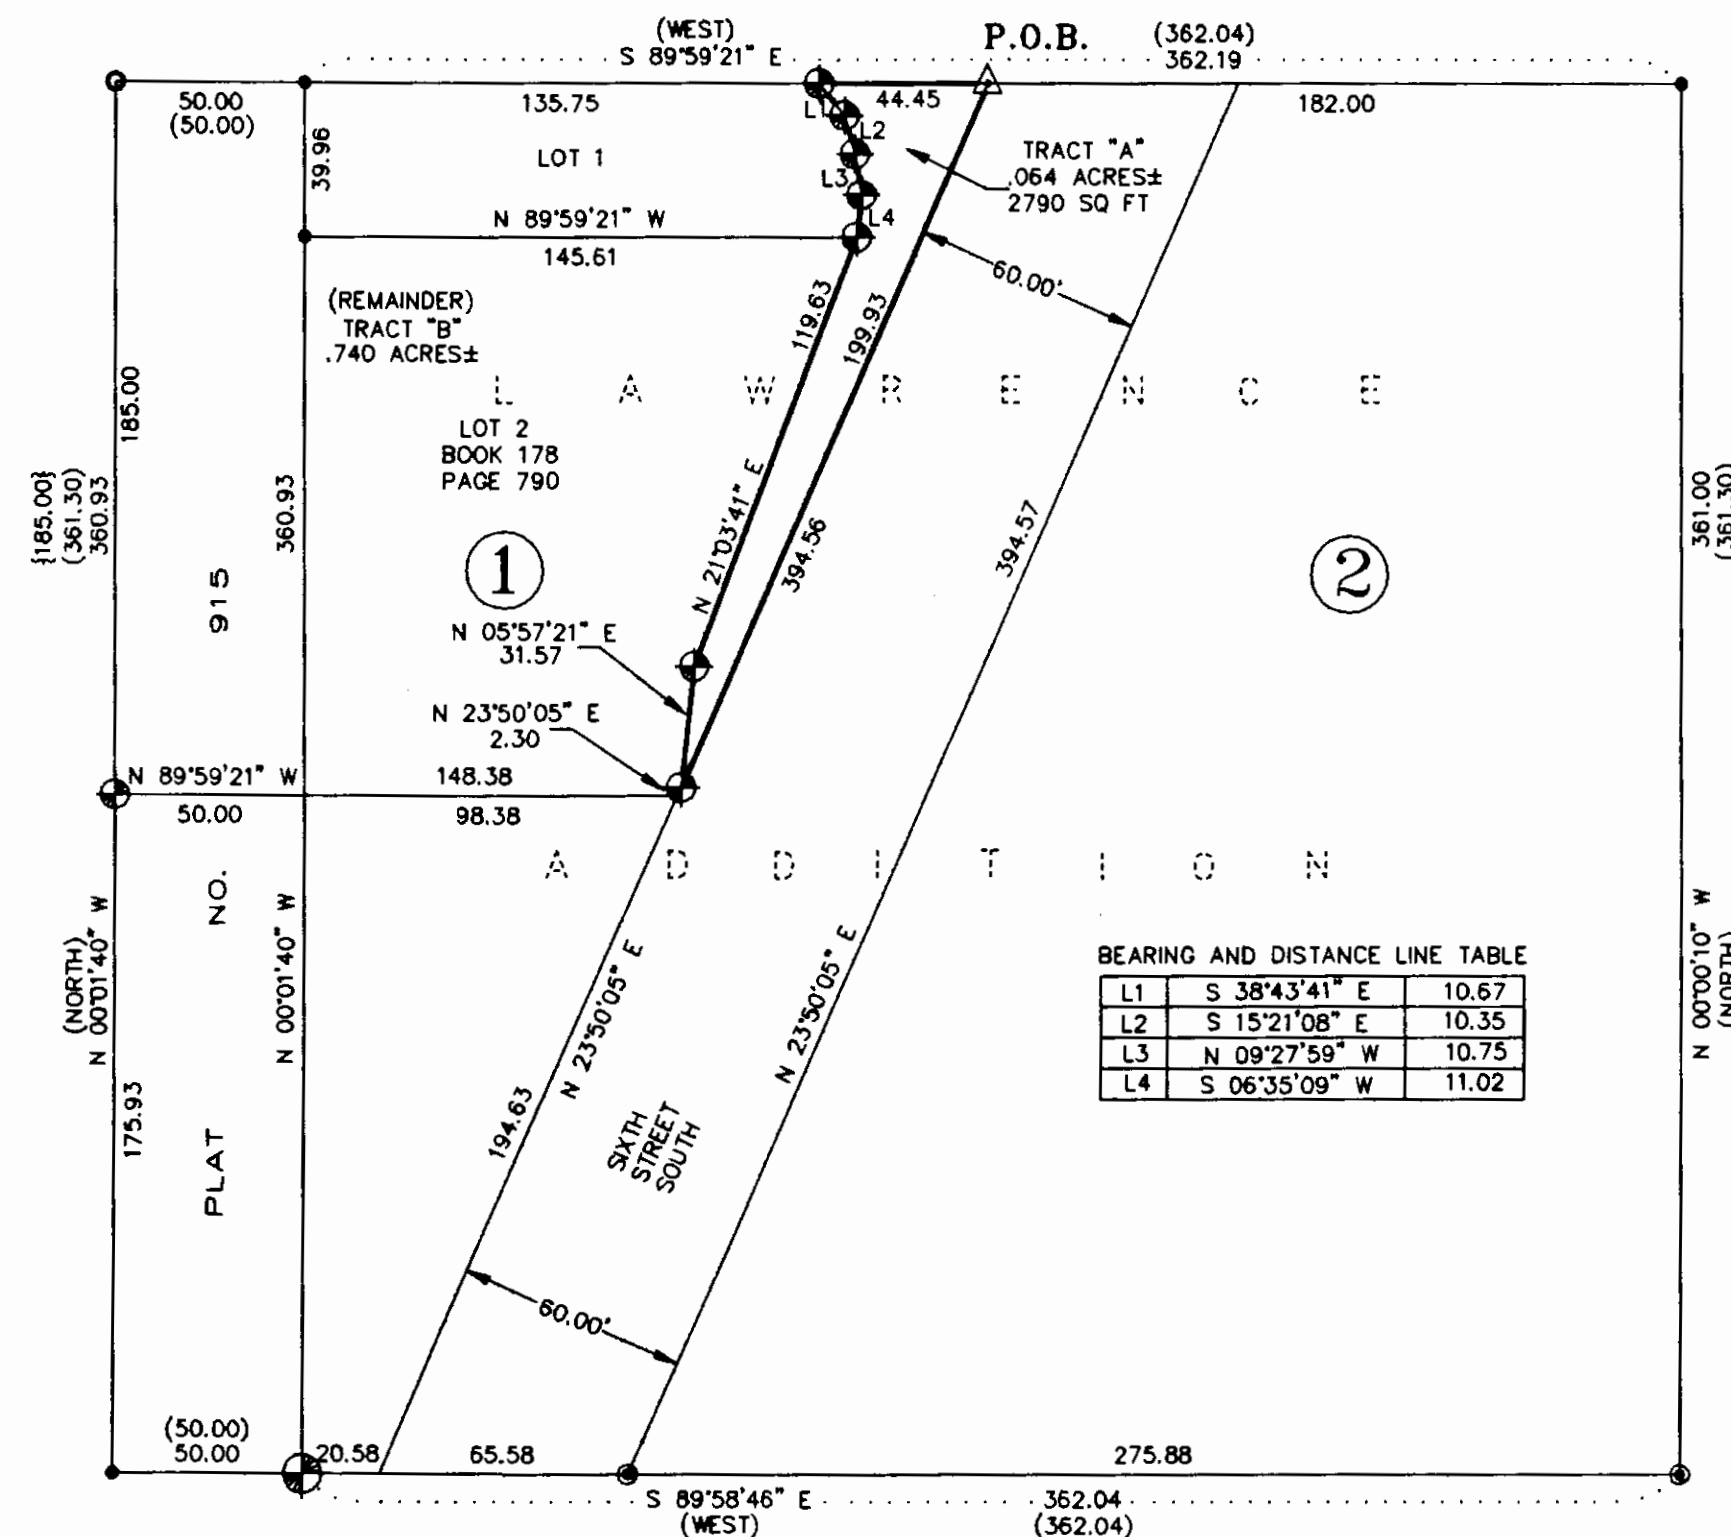 (WEST)
S 89°59'21" E
P.O.B.
(362.04)
362.19
50.00
(50.00)
135.75
44.45
182.00
L1
L2
L3
L4
39.96
LOT 1
TRACT "A"
.064 ACRES±
2790 SQ FT
N 89°59'21" W
145.61
60.00'
(REMAINDER)
TRACT "B"
.740 ACRES±
119.63
199.93
LAWRENCE
185.00
LOT 2
BOOK 178
PAGE 790
{185.00}
(361.30)
360.93
360.93
N 21°03'41" E
394.56
394.57
361.00
(361.30)
1
2
915
N 05°57'21" E
31.57
N 23°50'05" E
2.30
N 89°59'21" W
148.38
50.00
98.38
ADDITION
NO.
(NORTH)
N 00°01'40" W
N 00°01'40" W
N 23°50'05" E
N 23°50'05" E
N 00°00'10" W
(NORTH)
BEARING AND DISTANCE LINE TABLE
L1 S 38°43'41" E 10.67
L2 S 15°21'08" E 10.35
L3 N 09°27'59" W 10.75
L4 S 06°35'09" W 11.02
175.93
194.63
PLAT
SIXTH
STREET
SOUTH
60.00'
(50.00)
50.00
20.58
65.58
275.88
S 89°58'46" E
(WEST)
362.04
(362.04)